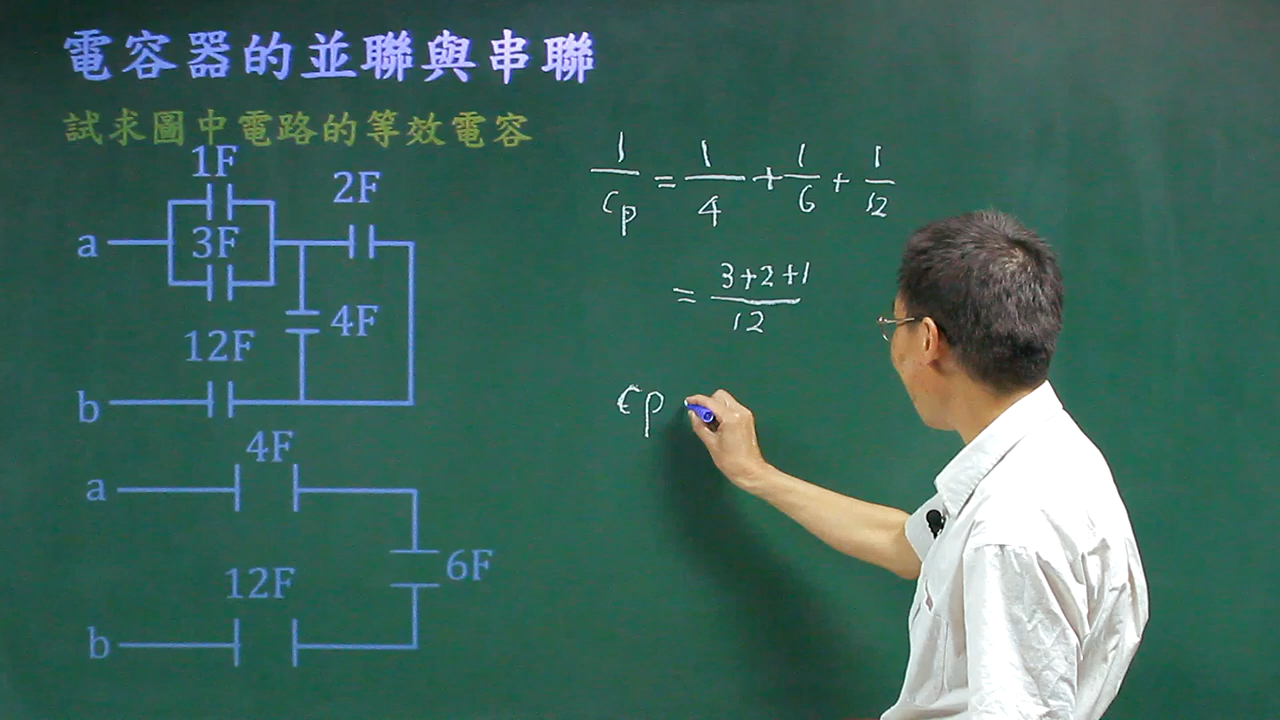 電容器的並聯與串聯
試求圖中電路的等效電容
1F
2F
a
3F
4F
12F
b
4F
a
6F
12F
b
1/Cp = 1/4 + 1/6 + 1/12
= 3+2+1/12
Cp